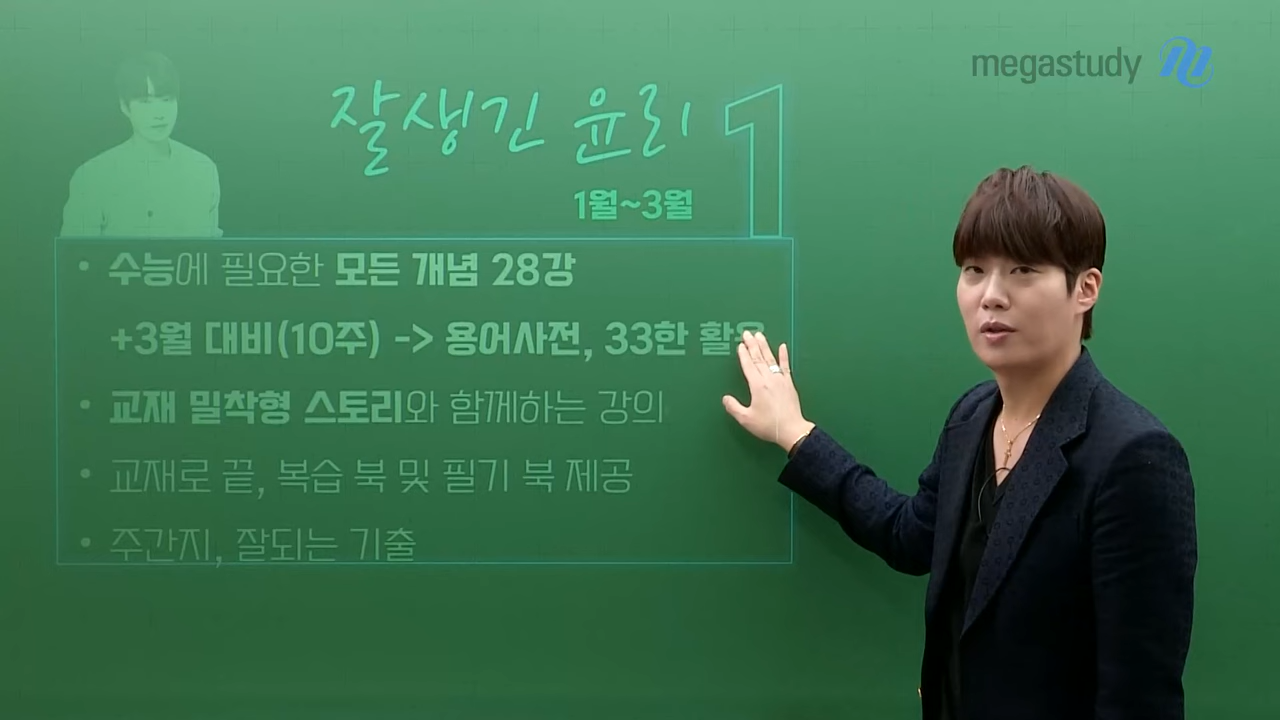 megastudy
잘생긴 윤리 1
1월~3월
• 수능에 필요한 모든 개념 28강
+3월 대비(10주) -> 용어사전, 33한
• 교재 밀착형 스토리와 함께하는 강의
• 교재로 끝, 복습 북 및 필기 북 제공
• 주간지, 잘되는 기출